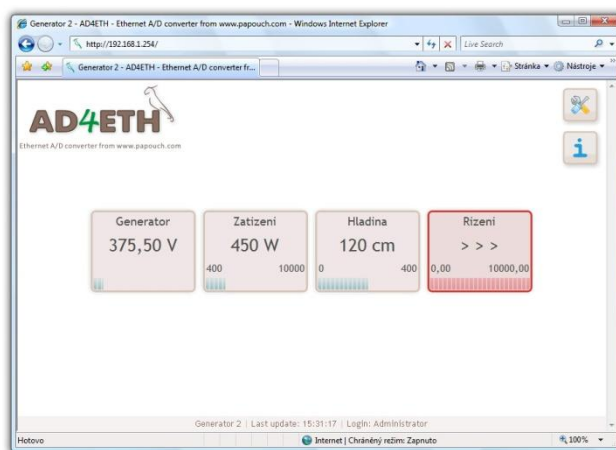 Generator 2 - AD4ETH - Ethernet A/D converter from www.papouch.com - Windows Internet Explorer
http://192.168.1.254/
Live Search
Generator 2 - AD4ETH - Ethernet A/D converter fr...
Stránka
Nástroje
AD4ETH
Ethernet A/D converter from www.papouch.com
Generator
375,50 V
Zatizeni
450 W
400 10000
Hladina
120 cm
0 400
Rizeni
> > >
0,00 10000,00
Generator 2 | Last update: 15:31:17 | Login: Administrator
Hotovo
Internet | Chráněný režim: Zapnuto
100%